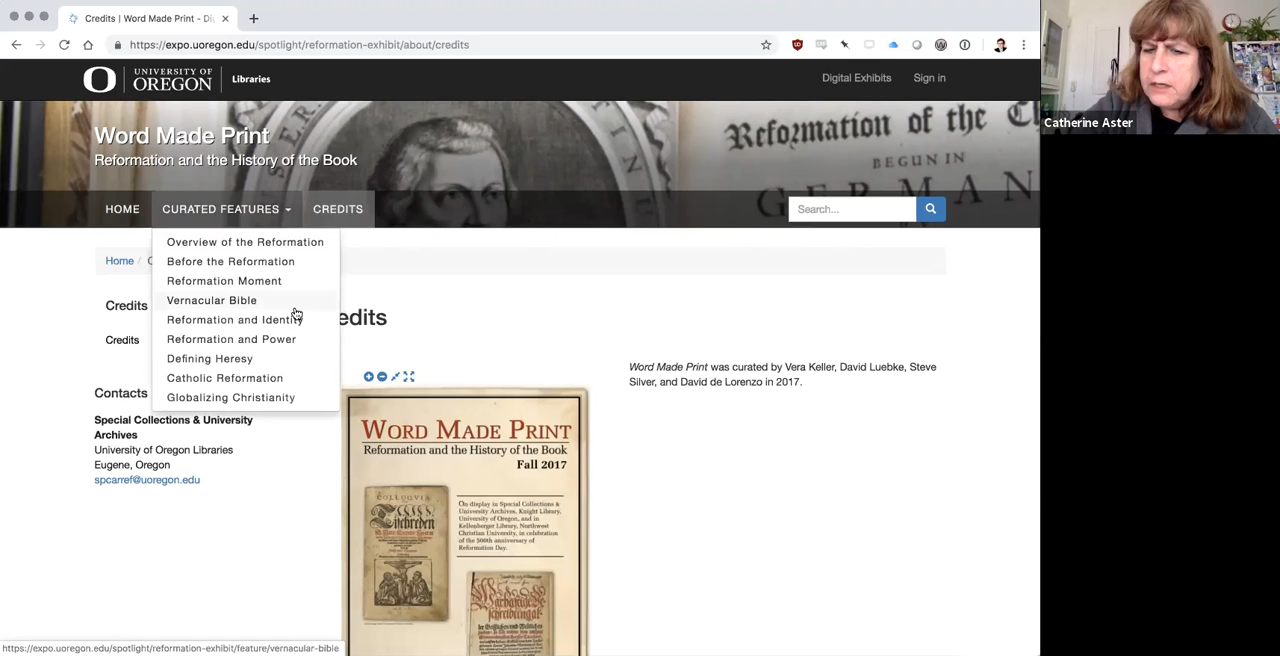 Credits | Word Made Print - Di
https://expo.uoregon.edu/spotlight/reformation-exhibit/about/credits
Catherine Aster
O
UNIVERSITY OF
OREGON
Libraries
Digital Exhibits
Sign in
Word Made Print
Reformation and the History of the Book
Reformation of the
BEGUN IN
GERMAN
HOME
CURATED FEATURES
CREDITS
Search...
Overview of the Reformation
Before the Reformation
Reformation Moment
Vernacular Bible
Reformation and Identity
Reformation and Power
Defining Heresy
Catholic Reformation
Globalizing Christianity
Home /
Credits
Credits
edits
Contacts
Special Collections & University
Archives
University of Oregon Libraries
Eugene, Oregon
spcarref@uoregon.edu
Word Made Print was curated by Vera Keller, David Luebke, Steve
Silver, and David de Lorenzo in 2017.
WORD MADE PRINT
Reformation and the History of the Book
Fall 2017
COLLOQVIA
Tischreden
On display in Special Collections &
University Archives, Knight Library,
University of Oregon, and in
Kellenberger Library, Northwest
Christian University, in celebration
of the 500th anniversary of
Reformation Day.
https://expo.uoregon.edu/spotlight/reformation-exhibit/feature/vernacular-bible